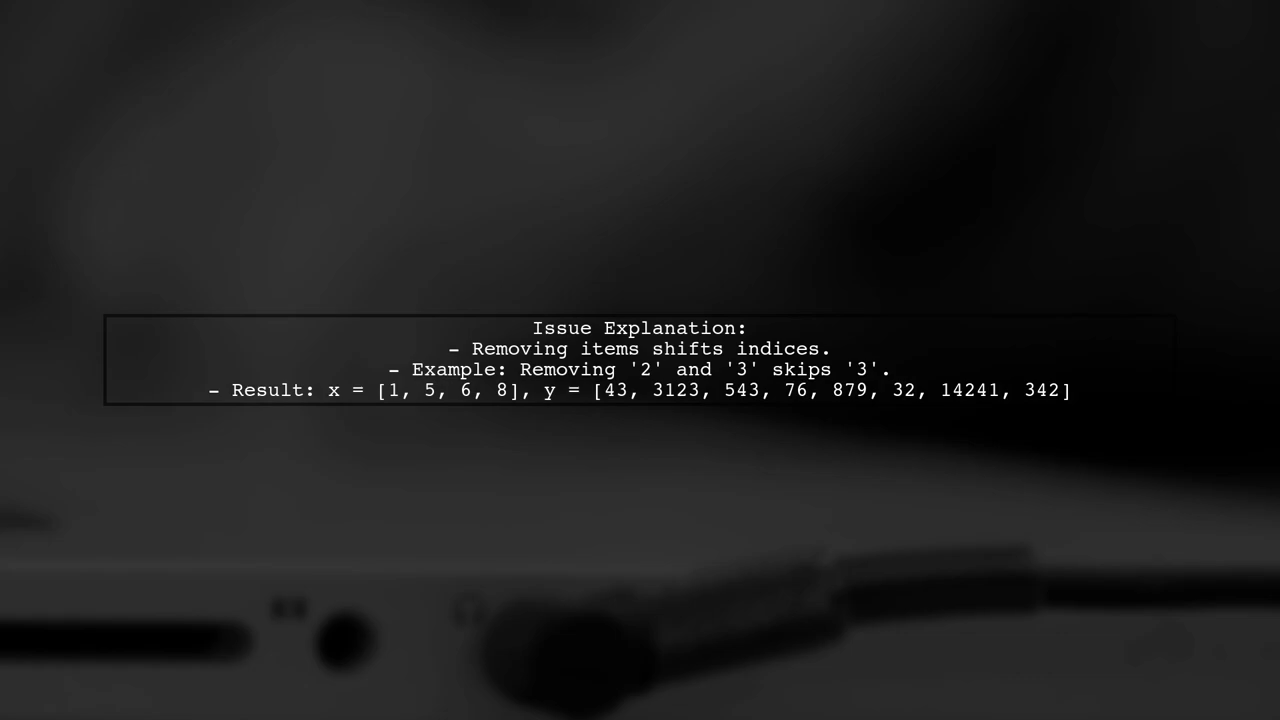 Issue Explanation:
- Removing items shifts indices.
- Example: Removing '2' and '3' skips '3'.
- Result: x = [1, 5, 6, 8], y = [43, 3123, 543, 76, 879, 32, 14241, 342]